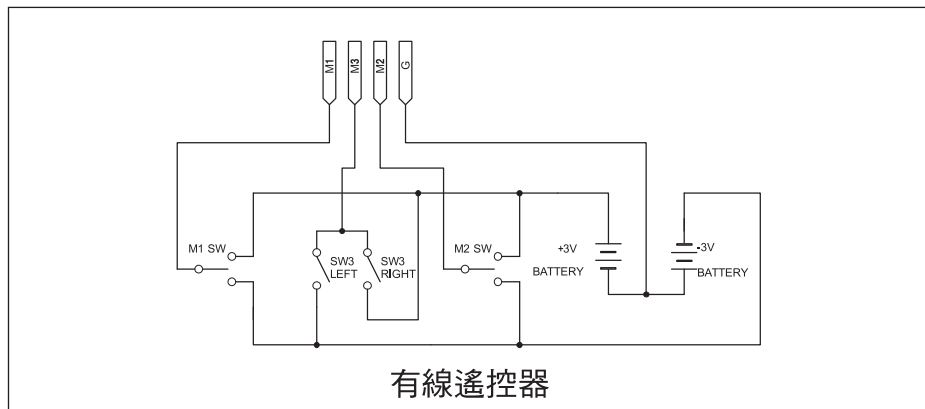 M1
M3
M2
G
M1 SW
SW3
LEFT
SW3
RIGHT
M2 SW
+3V
BATTERY
-3V
BATTERY
有線遙控器